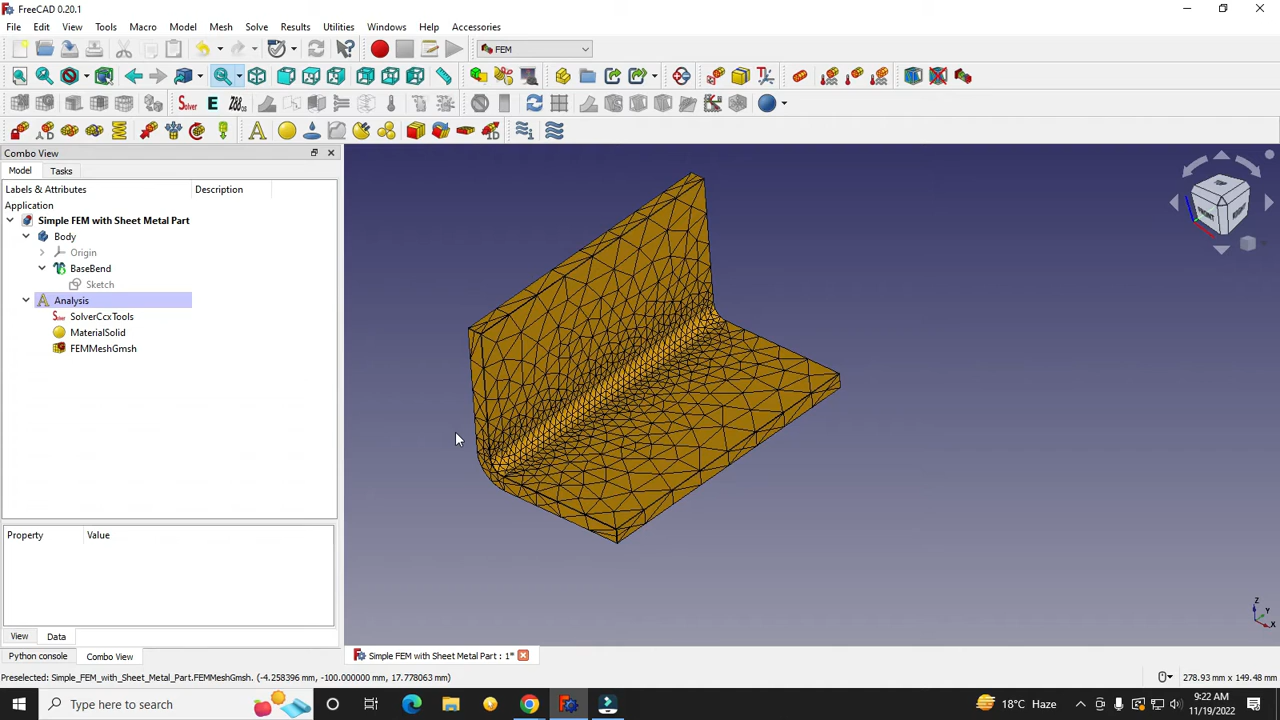 FreeCAD 0.20.1
File Edit View Tools Macro Model Mesh Solve Results Utilities Windows Help Accessories
FEM
Solver E Z88OS
Combo View
Model Tasks
Labels & Attributes Description
Application
Simple FEM with Sheet Metal Part
Body
Origin
BaseBend
Sketch
Analysis
SolverCcxTools
MaterialSolid
FEMMeshGmsh
Property Value
View Data
Python console Combo View
Simple FEM with Sheet Metal Part : 1*
Preselected: Simple_FEM_with_Sheet_Metal_Part.FEMMeshGmsh. (-4.258396 mm, -100.000000 mm, 17.778063 mm)
278.93 mm x 149.48 mm
Type here to search
18°C Haze
9:22 AM
11/19/2022
Z
Y
X